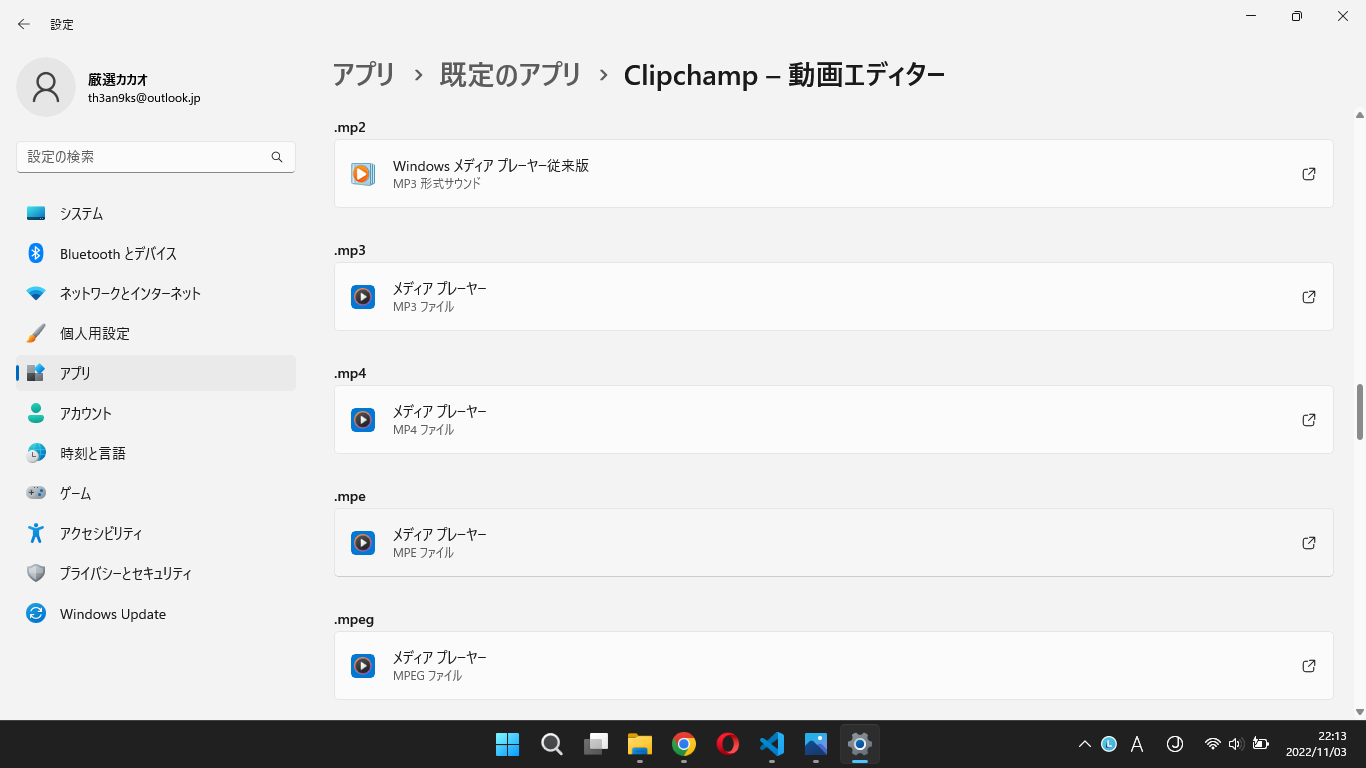 設定
厳選カカオ
th3an9ks@outlook.jp
設定の検索
システム
Bluetooth とデバイス
ネットワークとインターネット
個人用設定
アプリ
アカウント
時刻と言語
ゲーム
アクセシビリティ
プライバシーとセキュリティ
Windows Update
アプリ › 既定のアプリ › Clipchamp – 動画エディター
.mp2
Windows メディア プレーヤー従来版
MP3 形式サウンド
.mp3
メディア プレーヤー
MP3 ファイル
.mp4
メディア プレーヤー
MP4 ファイル
.mpe
メディア プレーヤー
MPE ファイル
.mpeg
メディア プレーヤー
MPEG ファイル
L
A
J
22:13
2022/11/03